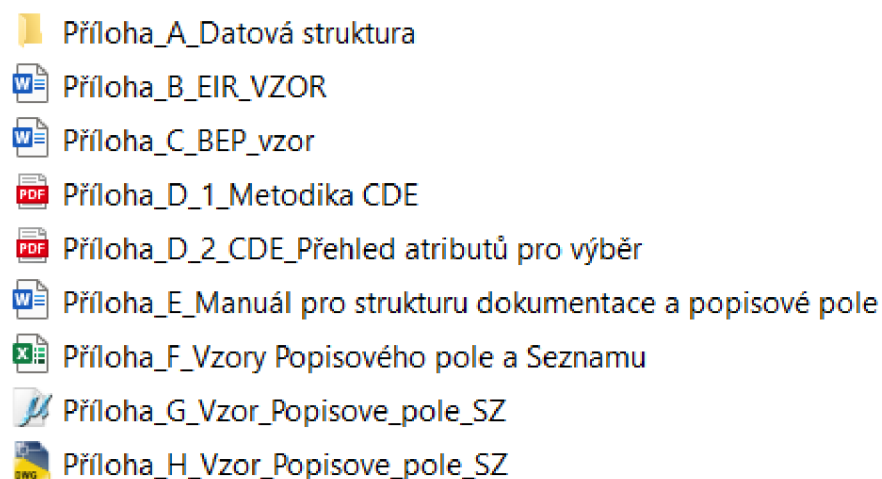 Příloha_A_Datová struktura
Příloha_B_EIR_VZOR
Příloha_C_BEP_vzor
Příloha_D_1_Metodika CDE
Příloha_D_2_CDE_Přehled atributů pro výběr
Příloha_E_Manuál pro strukturu dokumentace a popisové pole
Příloha_F_Vzory Popisového pole a Seznamu
Příloha_G_Vzor_Popisove_pole_SZ
Příloha_H_Vzor_Popisove_pole_SZ